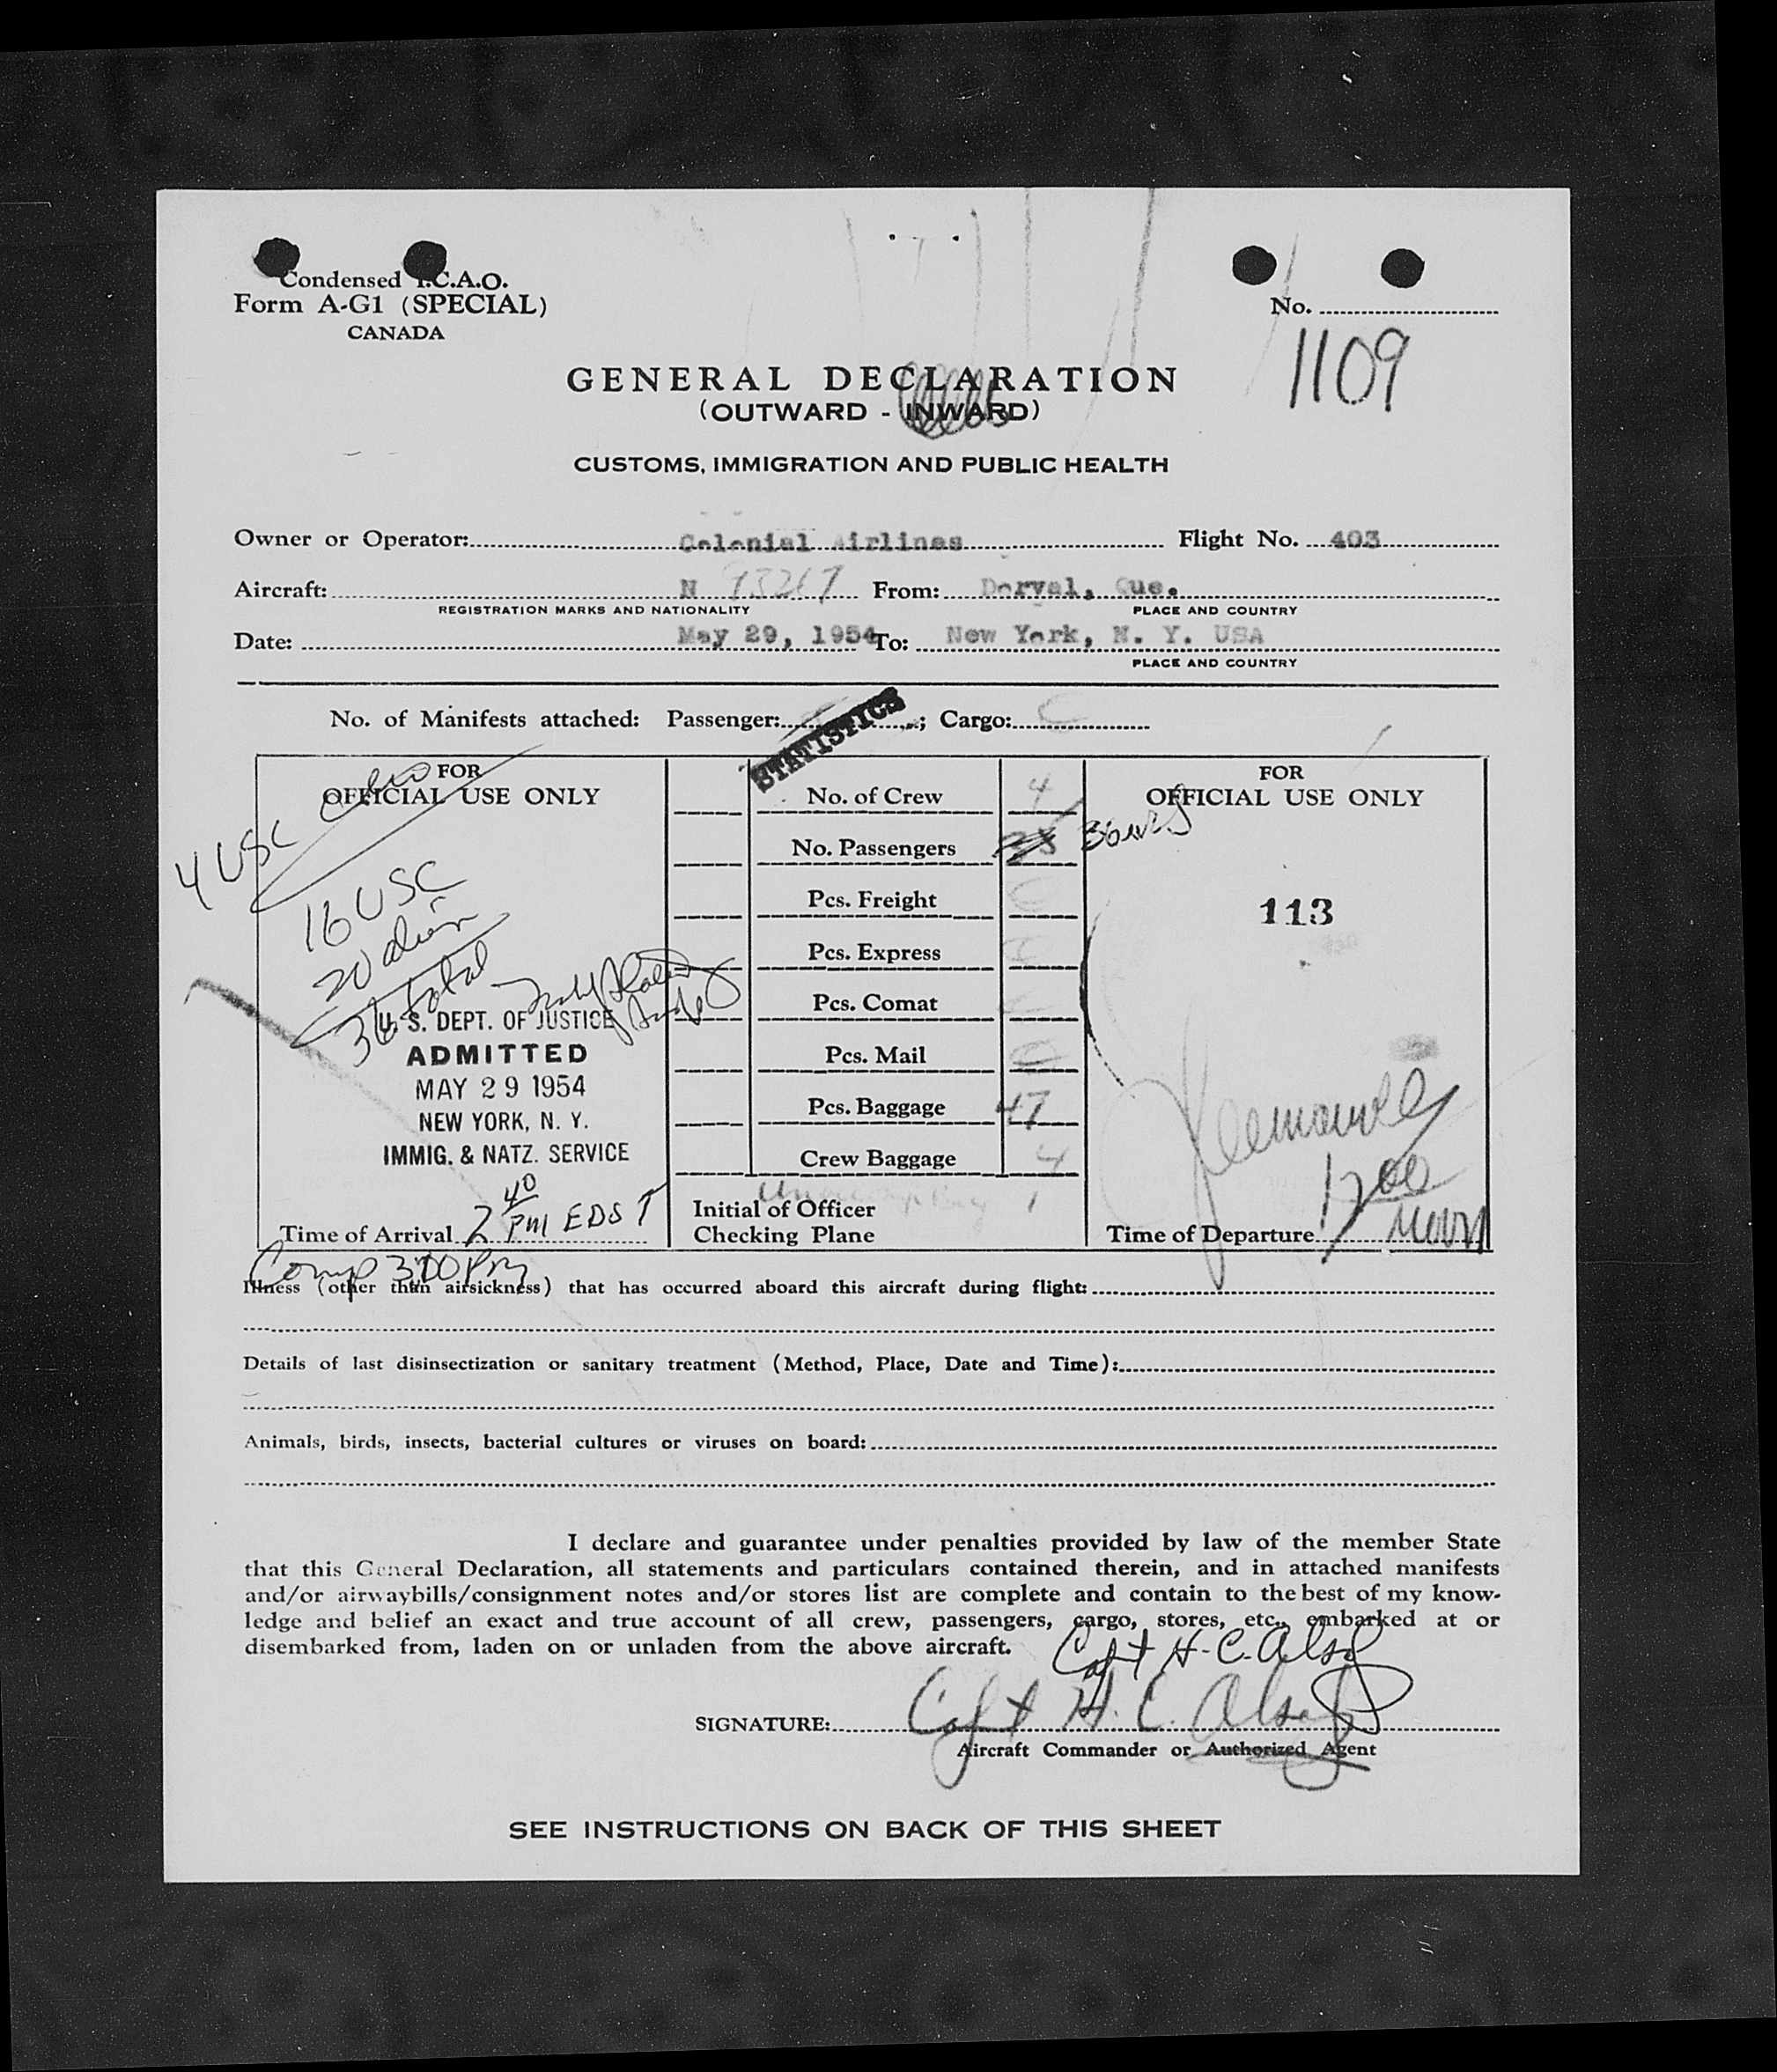 Condensed I.C.A.O.
Form A-G1 (SPECIAL)
CANADA
No.
1109
GENERAL DECLARATION
(OUTWARD - INWARD)
CUSTOMS, IMMIGRATION AND PUBLIC HEALTH
Owner or Operator: Colonial Airlines Flight No. 403
Aircraft: N 93267 From: Dorval, Que.
REGISTRATION MARKS AND NATIONALITY PLACE AND COUNTRY
Date: May 29, 1954 To: New York, N. Y. USA
PLACE AND COUNTRY
No. of Manifests attached: Passenger: ; Cargo:
STATISTICS
FOR
OFFICIAL USE ONLY
4 USC
16 USC
20 alien
36 total
U. S. DEPT. OF JUSTICE
ADMITTED
MAY 29 1954
NEW YORK, N. Y.
IMMIG. & NATZ. SERVICE
Time of Arrival 2 40 PM EDST
Comp 3:00 PM
No. of Crew 4
No. Passengers 36
Pcs. Freight
Pcs. Express
Pcs. Comat
Pcs. Mail
Pcs. Baggage 47
Crew Baggage 4
Initial of Officer
Checking Plane
FOR
OFFICIAL USE ONLY
113
Time of Departure 1200 Noon
Illness (other than airsickness) that has occurred aboard this aircraft during flight:
Details of last disinsectization or sanitary treatment (Method, Place, Date and Time):
Animals, birds, insects, bacterial cultures or viruses on board:
I declare and guarantee under penalties provided by law of the member State
that this General Declaration, all statements and particulars contained therein, and in attached manifests
and/or airwaybills/consignment notes and/or stores list are complete and contain to the best of my know-
ledge and belief an exact and true account of all crew, passengers, cargo, stores, etc., embarked at or
disembarked from, laden on or unladen from the above aircraft.
Capt H. C. Alsop
SIGNATURE: Capt H. C. Alsop
Aircraft Commander or Authorized Agent
SEE INSTRUCTIONS ON BACK OF THIS SHEET